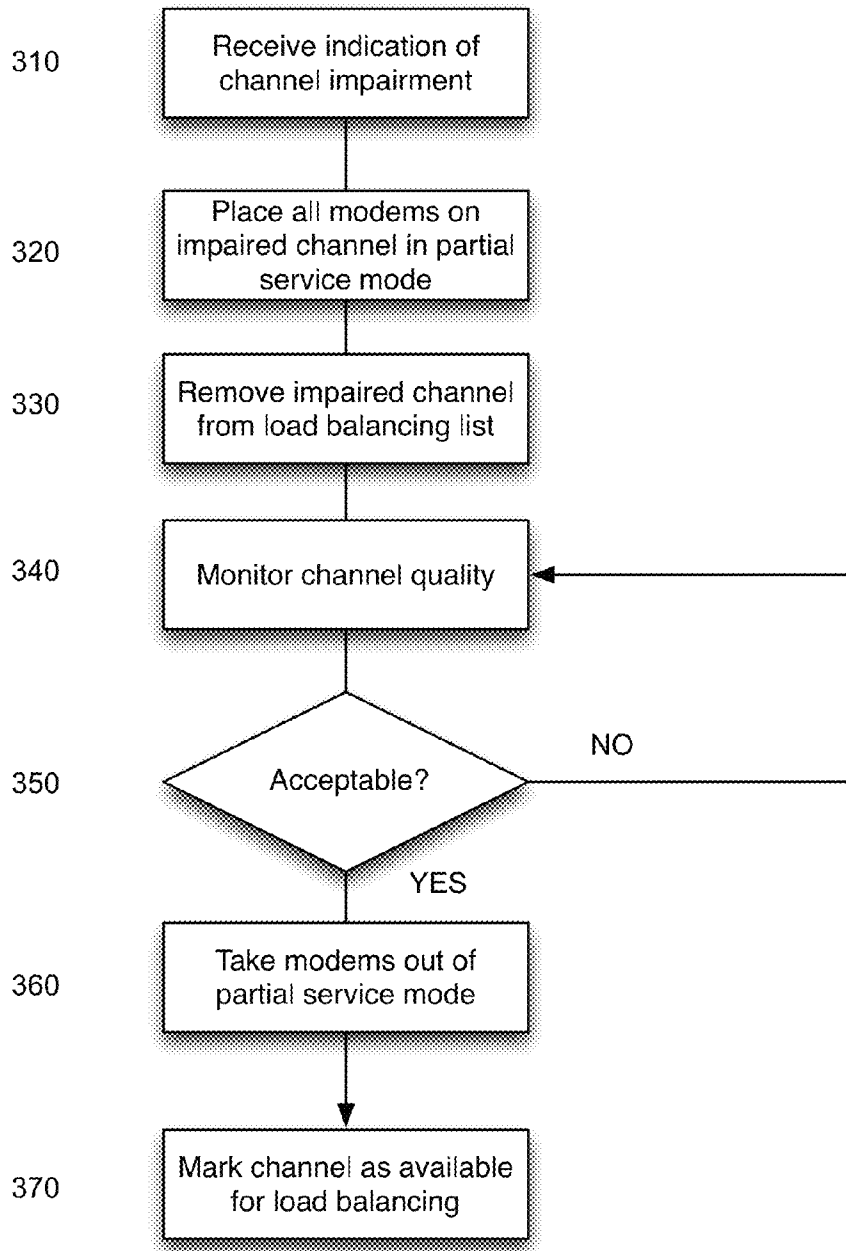 310
Receive indication of
channel impairment
320
Place all modems on
impaired channel in partial
service mode
330
Remove impaired channel
from load balancing list
340
Monitor channel quality
350
Acceptable?
NO
YES
360
Take modems out of
partial service mode
370
Mark channel as available
for load balancing